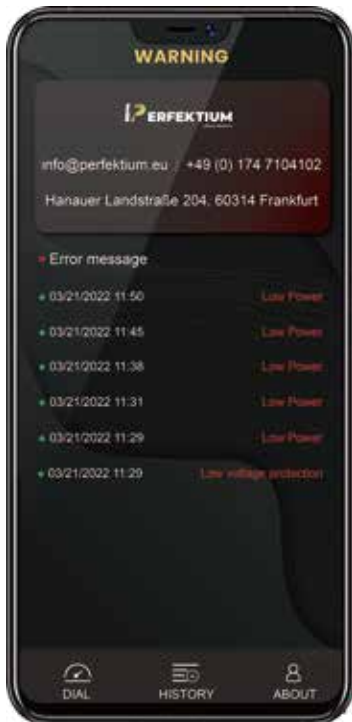 WARNING
PERFEKTIUM
info@perfektium.eu / +49 (0) 174 7104102
Hanauer Landstraße 204, 60314 Frankfurt
Error message
03/21/2022 11:50 Low Power
03/21/2022 11:45 Low Power
03/21/2022 11:38 Low Power
03/21/2022 11:31 Low Power
03/21/2022 11:29 Low Power
03/21/2022 11:29 Low voltage protection
DIAL HISTORY ABOUT